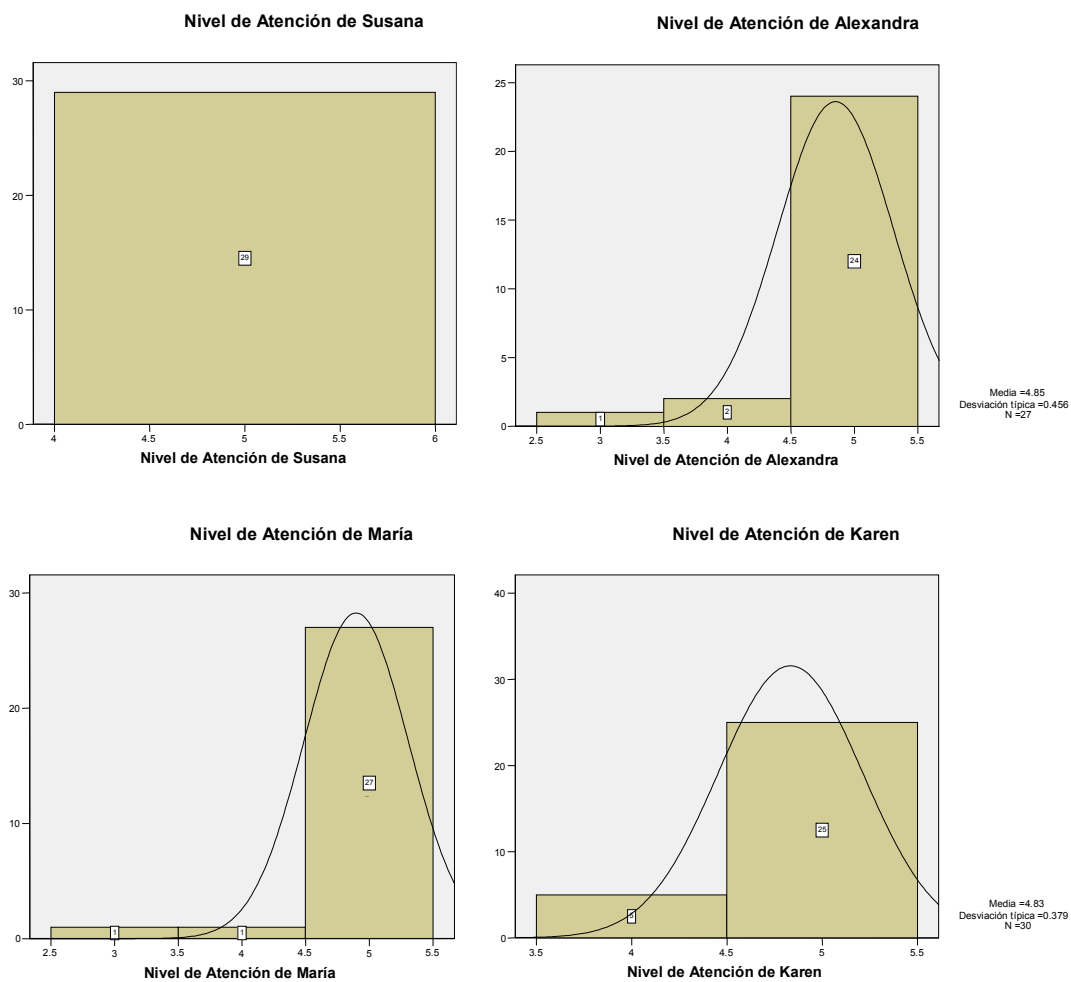 Nivel de Atención de Susana
30
20
10
0
29
4 4.5 5 5.5 6
Nivel de Atención de Susana
Nivel de Atención de Alexandra
25
20
15
10
5
0
1
2
24
2.5 3 3.5 4 4.5 5 5.5
Nivel de Atención de Alexandra
Media =4.85
Desviación típica =0.456
N =27
Nivel de Atención de María
30
20
10
0
1
1
27
2.5 3 3.5 4 4.5 5 5.5
Nivel de Atención de María
Nivel de Atención de Karen
40
30
20
10
0
5
25
3.5 4 4.5 5 5.5
Nivel de Atención de Karen
Media =4.83
Desviación típica =0.379
N =30